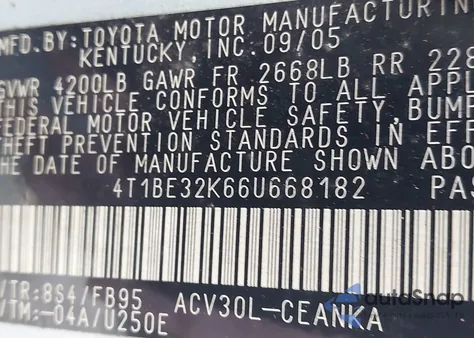 MFD.BY:TOYOTA MOTOR MANUFACTURIN
KENTUCKY,INC.09/05
GVWR 4200LB GAWR FR 2668LB RR 228
THIS VEHICLE CONFORMS TO ALL APPL
FEDERAL MOTOR VEHICLE SAFETY,BUMP
THEFT PREVENTION STANDARDS IN EFF
THE DATE OF MANUFACTURE SHOWN ABO
4T1BE32K66U668182 PAS
/TR:8S4/FB95 ACV30L-CEANKA
/TM:-04A/U250E
autoSnap